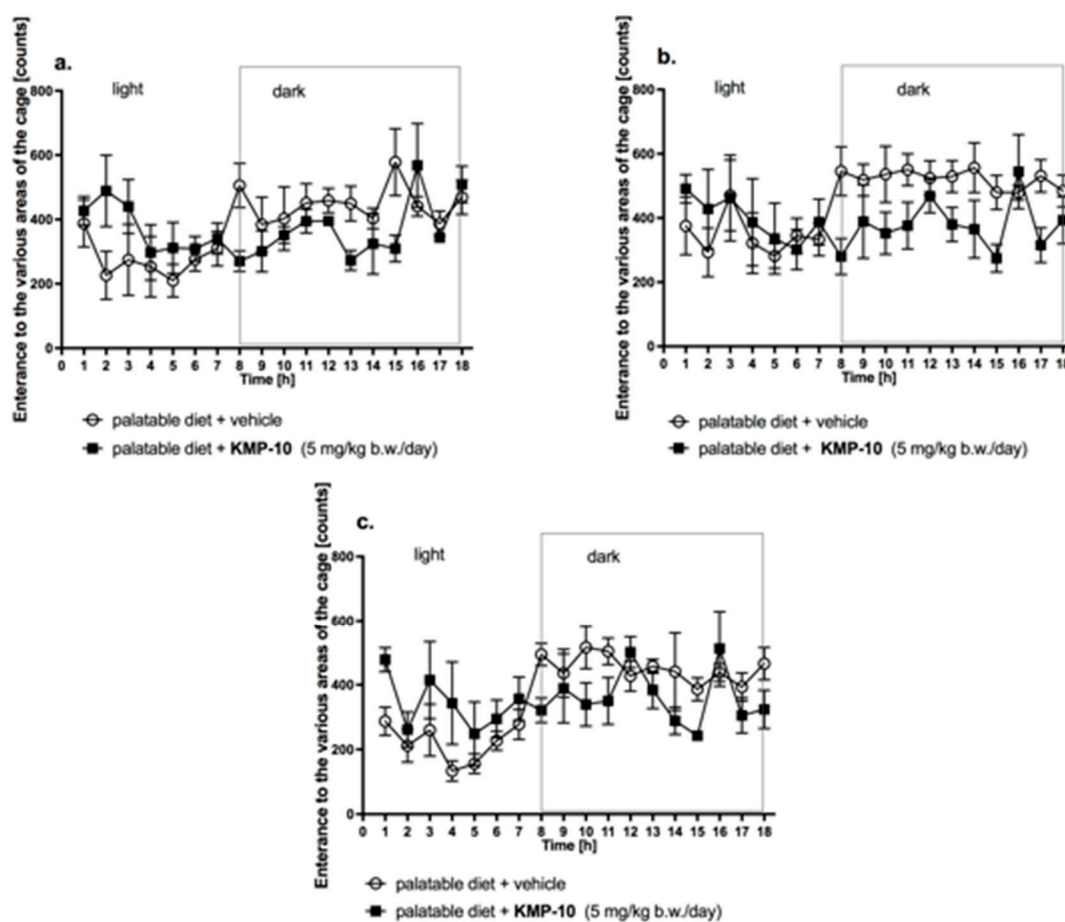 a.
Enterance to the various areas of the cage [counts]
light
dark
800
600
400
200
0
0 1 2 3 4 5 6 7 8 9 10 11 12 13 14 15 16 17 18
Time [h]
palatable diet + vehicle
palatable diet + KMP-10 (5 mg/kg b.w./day)
b.
Enterance to the various areas of the cage [counts]
light
dark
800
600
400
200
0
0 1 2 3 4 5 6 7 8 9 10 11 12 13 14 15 16 17 18
Time [h]
palatable diet + vehicle
palatable diet + KMP-10 (5 mg/kg b.w./day)
c.
Enterance to the various areas of the cage [counts]
light
dark
800
600
400
200
0
0 1 2 3 4 5 6 7 8 9 10 11 12 13 14 15 16 17 18
Time [h]
palatable diet + vehicle
palatable diet + KMP-10 (5 mg/kg b.w./day)